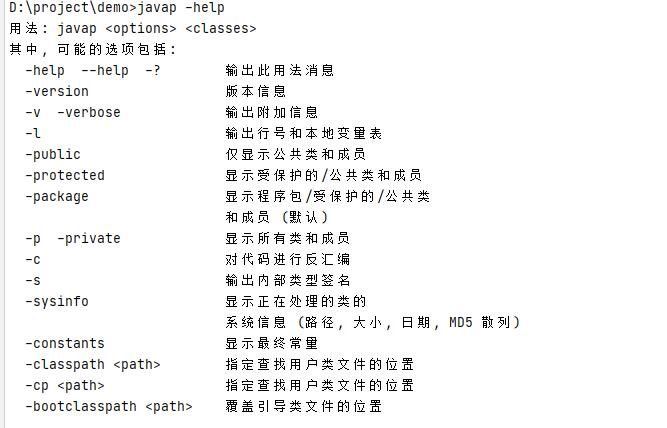 D:\project\demo>javap -help
用法: javap <options> <classes>
其中, 可能的选项包括:
-help --help -? 输出此用法消息
-version 版本信息
-v -verbose 输出附加信息
-l 输出行号和本地变量表
-public 仅显示公共类和成员
-protected 显示受保护的/公共类和成员
-package 显示程序包/受保护的/公共类
和成员 (默认)
-p -private 显示所有类和成员
-c 对代码进行反汇编
-s 输出内部类型签名
-sysinfo 显示正在处理的类的
系统信息 (路径, 大小, 日期, MD5 散列)
-constants 显示最终常量
-classpath <path> 指定查找用户类文件的位置
-cp <path> 指定查找用户类文件的位置
-bootclasspath <path> 覆盖引导类文件的位置